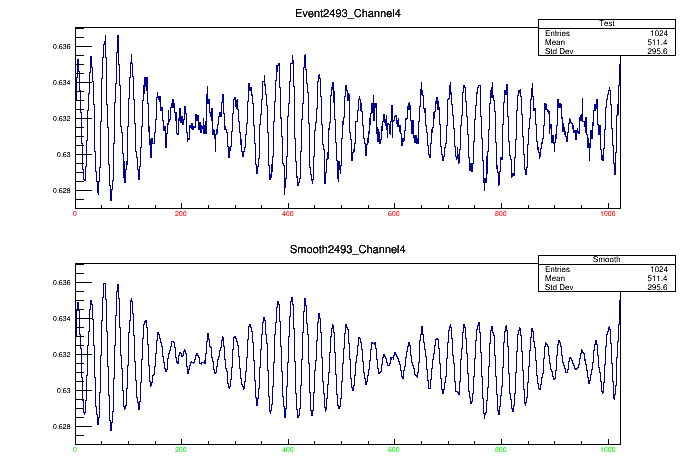 Event2493_Channel4
Test
Entries 1024
Mean 511.4
Std Dev 295.6
0.636
0.634
0.632
0.63
0.628
0 200 400 600 800 1000
Smooth2493_Channel4
Smooth
Entries 1024
Mean 511.4
Std Dev 295.6
0.636
0.634
0.632
0.63
0.628
0 200 400 600 800 1000